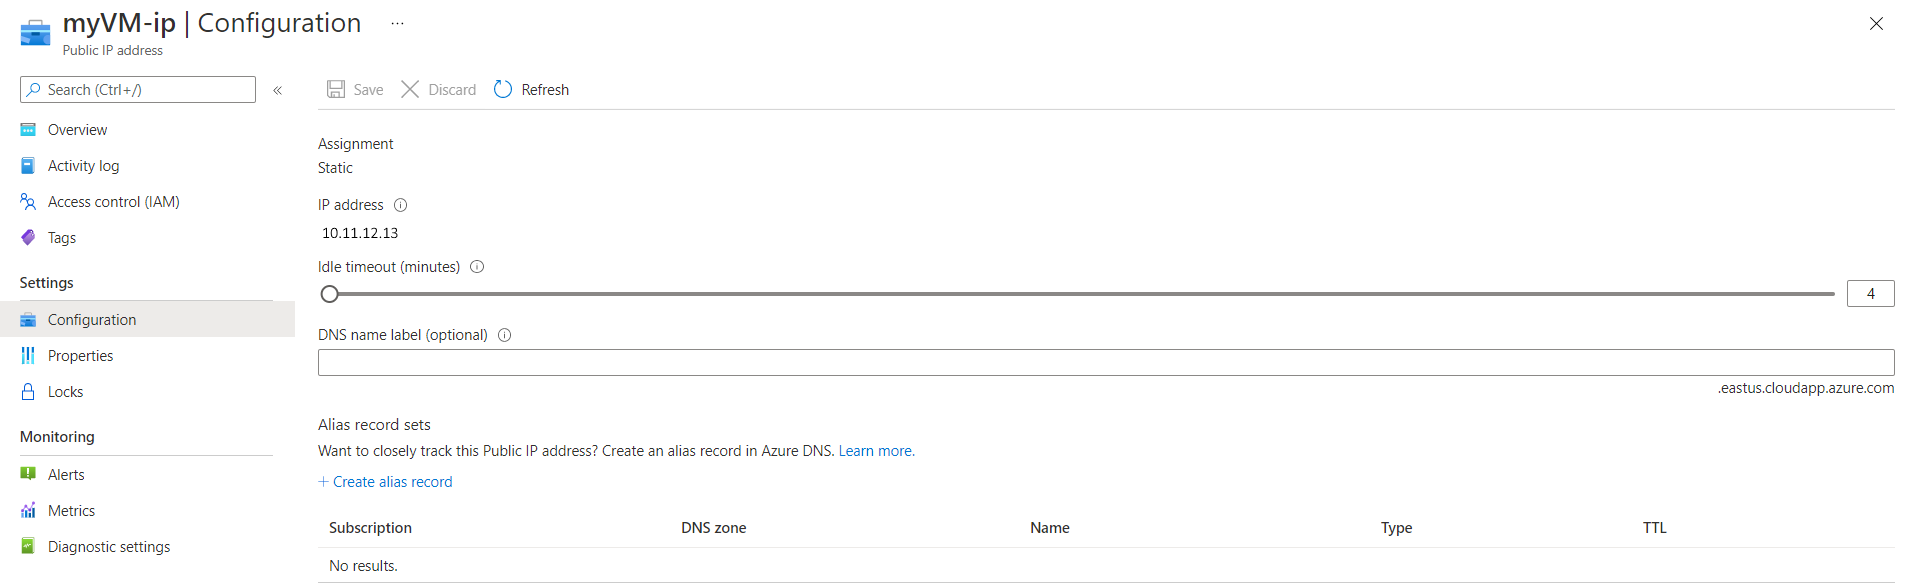 myVM-ip | Configuration ...
Public IP address
Search (Ctrl+/) «
Overview
Activity log
Access control (IAM)
Tags
Settings
Configuration
Properties
Locks
Monitoring
Alerts
Metrics
Diagnostic settings
Save Discard Refresh
Assignment
Static
IP address
10.11.12.13
Idle timeout (minutes)
4
DNS name label (optional)
.eastus.cloudapp.azure.com
Alias record sets
Want to closely track this Public IP address? Create an alias record in Azure DNS. Learn more.
+ Create alias record
Subscription DNS zone Name Type TTL
No results.